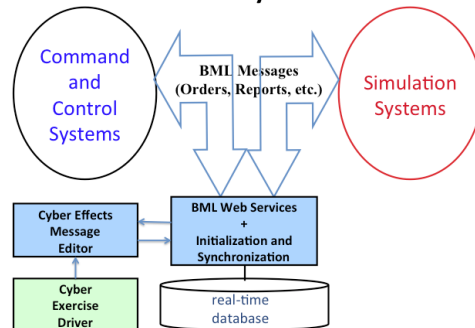 Command
and
Control
Systems
BML Messages
(Orders, Reports, etc.)
Simulation
Systems
Cyber Effects
Message
Editor
BML Web Services
+
Initialization and
Synchronization
Cyber
Exercise
Driver
real-time
database